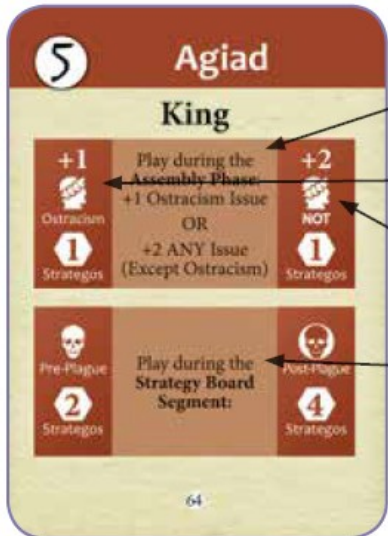 5 Agiad
King
+1
Ostracism
1
Strategos
Play during the
Assembly Phase:
+1 Ostracism Issue
OR
+2 ANY Issue
(Except Ostracism)
+2
NOT
1
Strategos
Pre-Plague
2
Strategos
Play during the
Strategy Board
Segment:
Post-Plague
4
Strategos
64